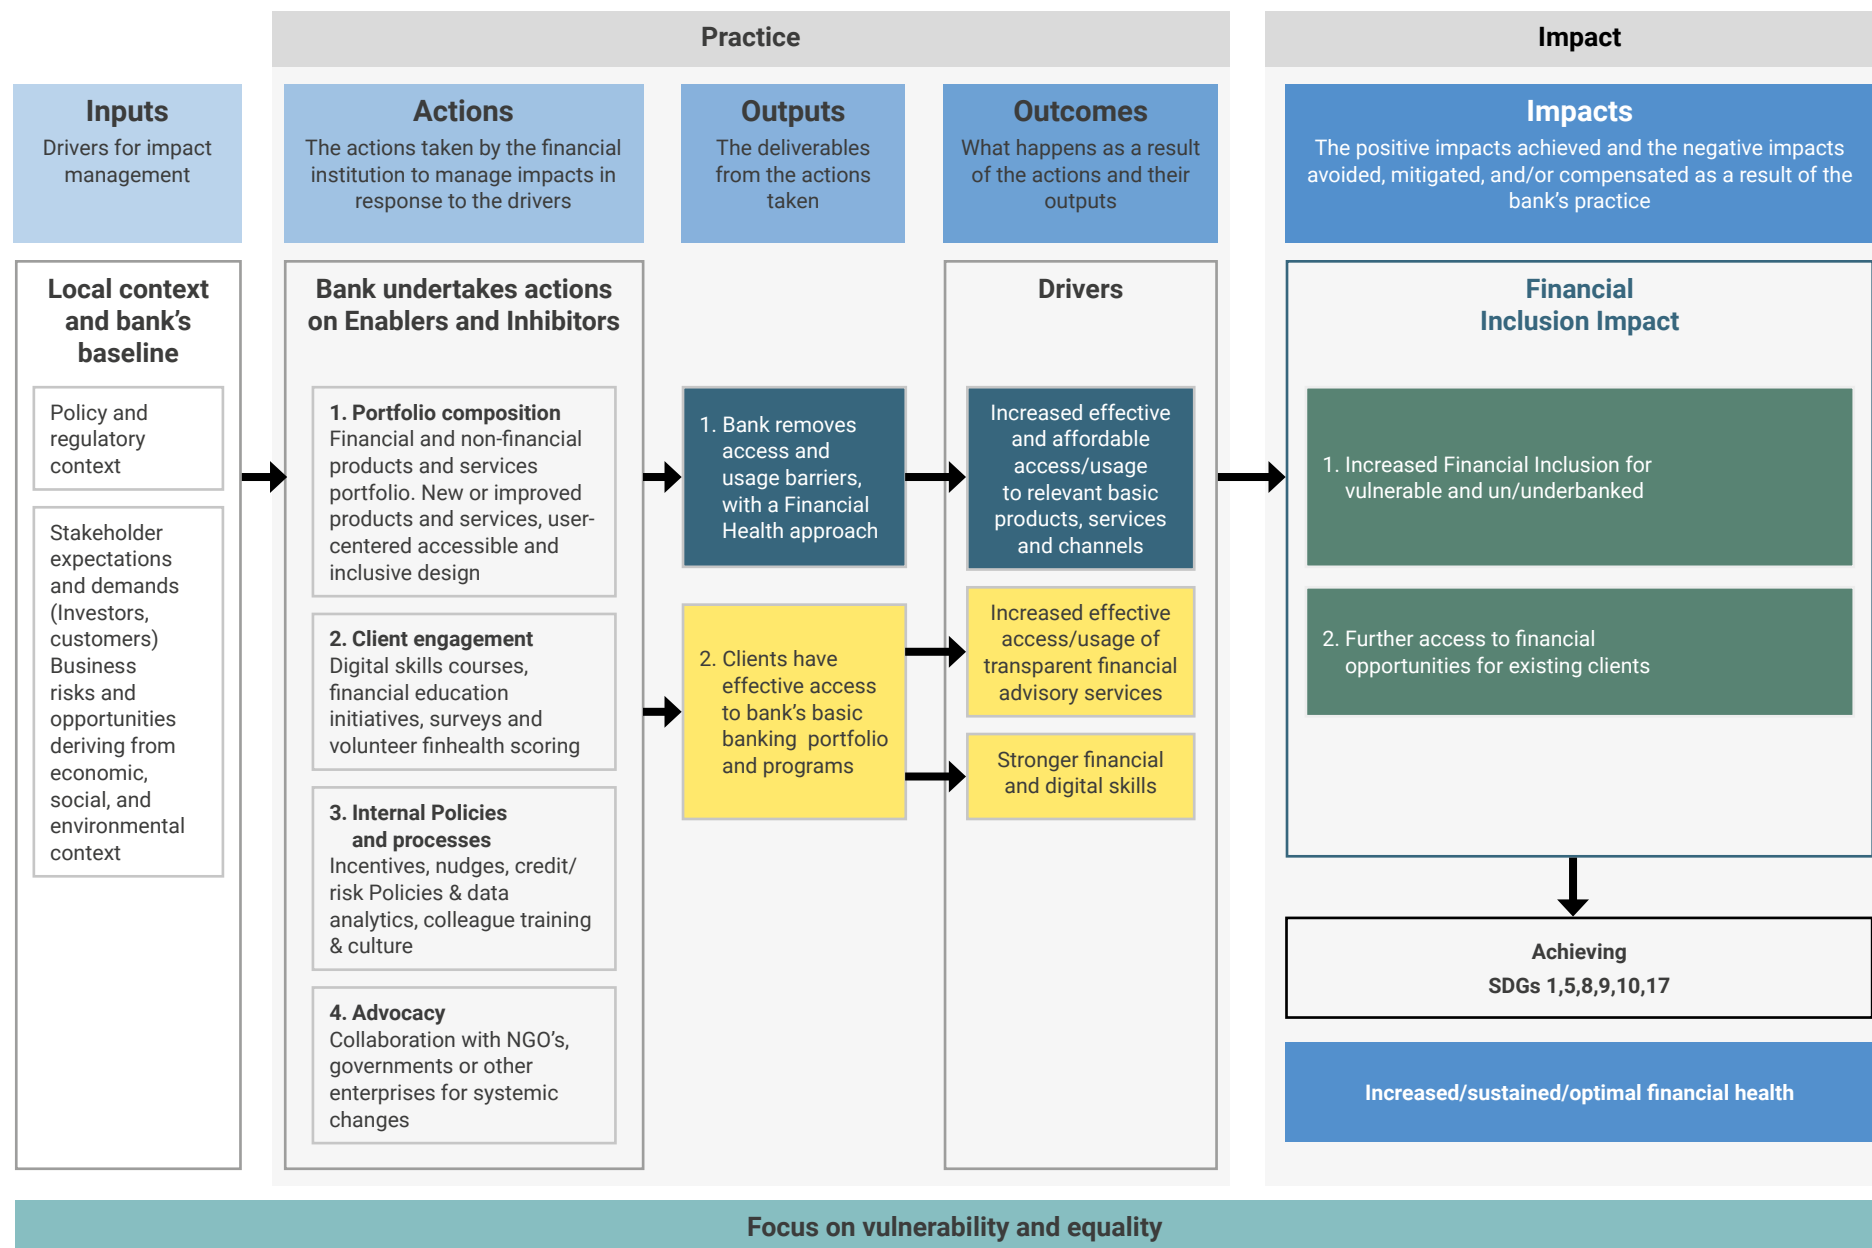 Practice
Impact
Inputs
Drivers for impact
management
Actions
The actions taken by the financial
institution to manage impacts in
response to the drivers
Outputs
The deliverables
from the actions
taken
Outcomes
What happens as a result
of the actions and their
outputs
Impacts
The positive impacts achieved and the negative impacts
avoided, mitigated, and/or compensated as a result of the
bank's practice
Local context
and bank's
baseline
Policy and
regulatory
context
Stakeholder
expectations
and demands
(Investors,
customers)
Business
risks and
opportunities
deriving from
economic,
social, and
environmental
context
Bank undertakes actions
on Enablers and Inhibitors
1. Portfolio composition
Financial and non-financial
products and services
portfolio. New or improved
products and services, user-
centered accessible and
inclusive design
2. Client engagement
Digital skills courses,
financial education
initiatives, surveys and
volunteer finhealth scoring
3. Internal Policies
and processes
Incentives, nudges, credit/
risk Policies & data
analytics, colleague training
& culture
4. Advocacy
Collaboration with NGO's,
governments or other
enterprises for systemic
changes
1. Bank removes
access and
usage barriers,
with a Financial
Health approach
2. Clients have
effective access
to bank's basic
banking portfolio
and programs
Drivers
Increased effective
and affordable
access/usage
to relevant basic
products, services
and channels
Increased effective
access/usage of
transparent financial
advisory services
Stronger financial
and digital skills
Financial
Inclusion Impact
1. Increased Financial Inclusion for
vulnerable and un/underbanked
2. Further access to financial
opportunities for existing clients
Achieving
SDGs 1,5,8,9,10,17
Increased/sustained/optimal financial health
Focus on vulnerability and equality